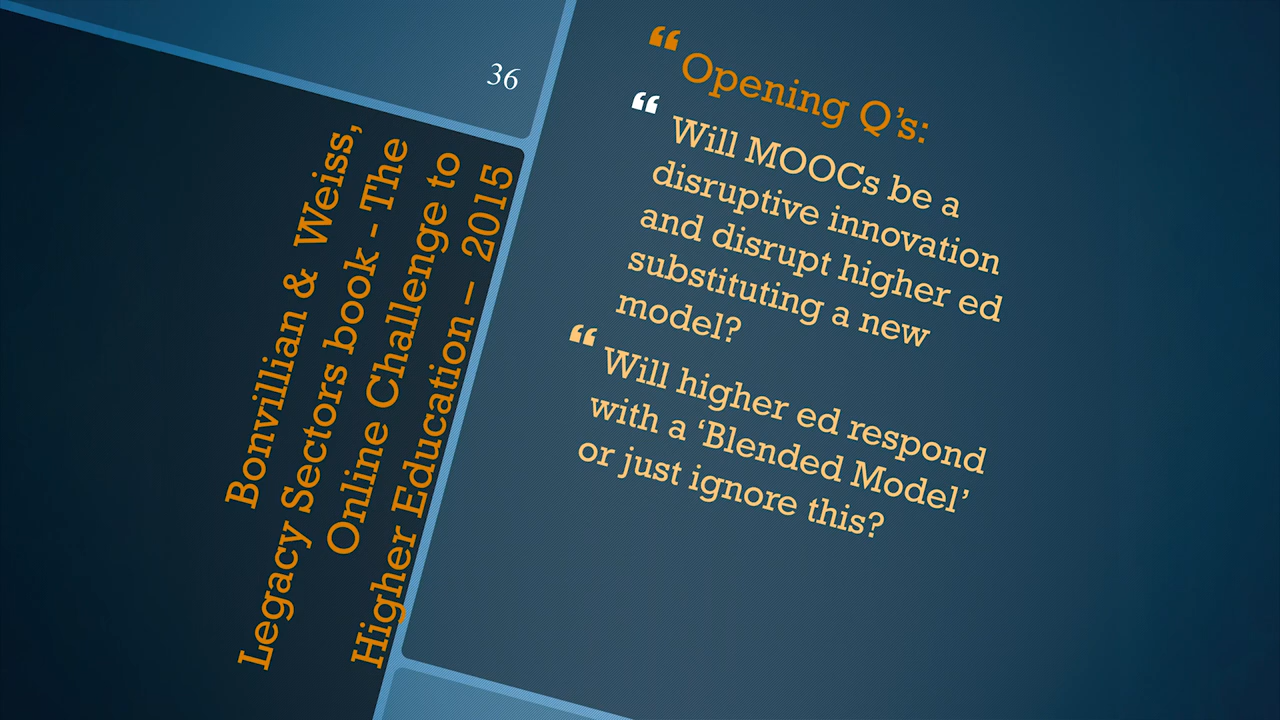 36
Bonvillian & Weiss,
Legacy Sectors book - The
Online Challenge to
Higher Education – 2015
“Opening Q’s:
“Will MOOCs be a
disruptive innovation
and disrupt higher ed
substituting a new
model?
“Will higher ed respond
with a ‘Blended Model’
or just ignore this?